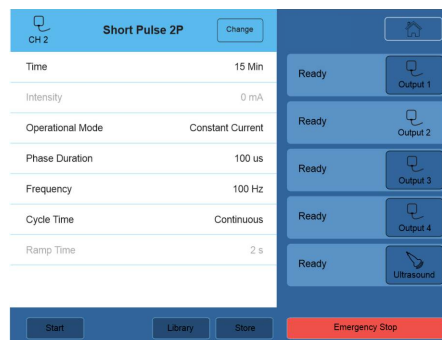 CH 2
Short Pulse 2P
Change
Time 15 Min
Intensity 0 mA
Operational Mode Constant Current
Phase Duration 100 us
Frequency 100 Hz
Cycle Time Continuous
Ramp Time 2 s
Start
Library
Store
Ready Output 1
Ready Output 2
Ready Output 3
Ready Output 4
Ready Ultrasound
Emergency Stop